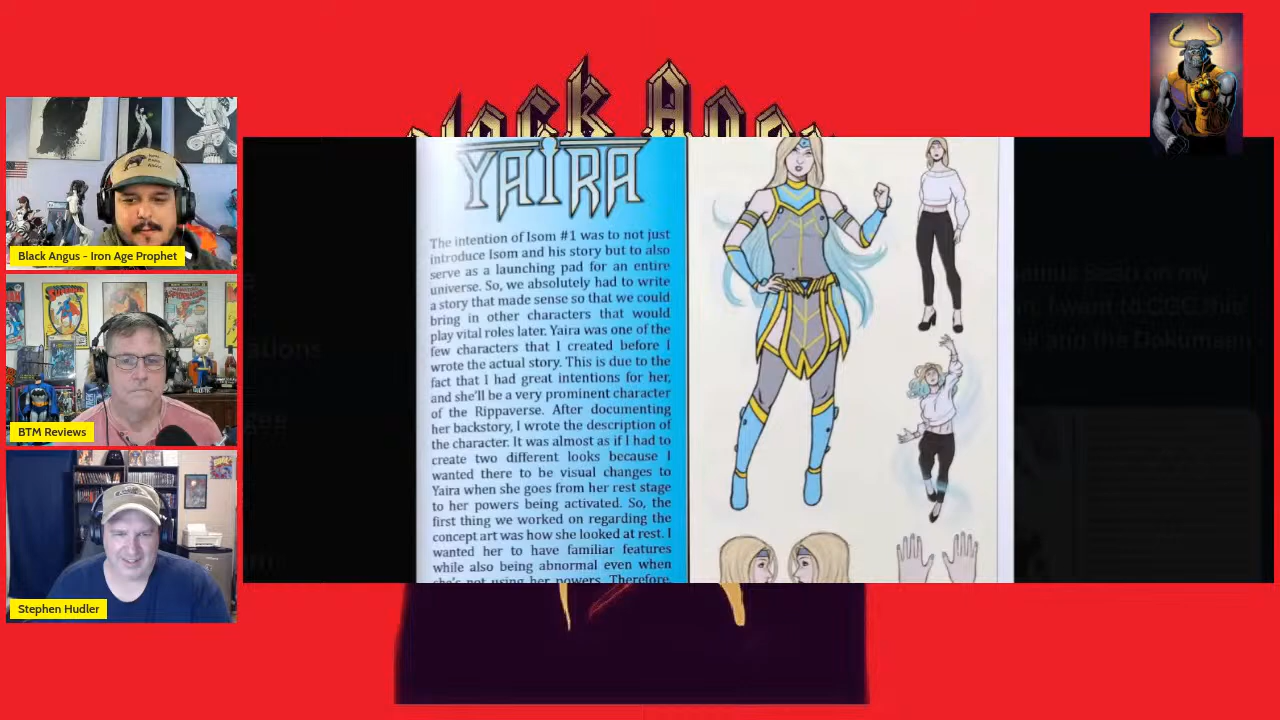 Black Angus
Black Angus - Iron Age Prophet
BTM Reviews
Stephen Hudler
YAIRA
The intention of Isom #1 was to not just
introduce Isom and his story but to also
serve as a launching pad for an entire
universe. So, we absolutely had to write
a story that made sense so that we could
bring in other characters that would
play vital roles later. Yaira was one of the
few characters that I created before I
wrote the actual story. This is due to the
fact that I had great intentions for her,
and she'll be a very prominent character
of the Rippaverse. After documenting
her backstory, I wrote the description of
the character. It was almost as if I had to
create two different looks because I
wanted there to be visual changes to
Yaira when she goes from her rest stage
to her powers being activated. So, the
first thing we worked on regarding the
concept art was how she looked at rest. I
wanted her to have familiar features
while also being abnormal even when
she's not using her powers. Therefore,